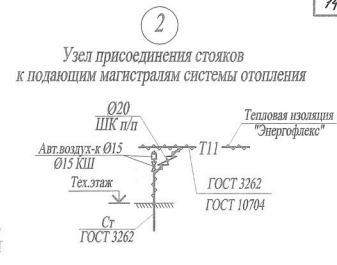 2
Узел присоединения стояков
к подающим магистралям системы отопления
Ø20
ШК п/п
Тепловая изоляция
"Энергофлекс"
Авт.воздух-к Ø15
Ø15 КШ
Т11
Тех.этаж
ГОСТ 3262
ГОСТ 10704
Ст
ГОСТ 3262